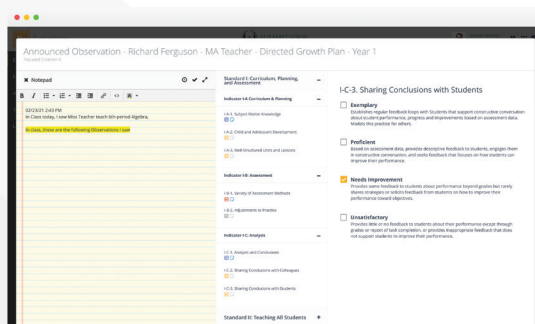 Announced Observation - Richard Ferguson - MA Teacher - Directed Growth Plan - Year 1
Focused Criterion: 0
Notepad
02/23/21 2:43 PM
In Class today, I saw Miss Teacher teach 6th-period Algebra.
In class, these are the following Observations I saw
Standard I: Curriculum, Planning,
and Assessment
Indicator I-A: Curriculum & Planning
I-A-1. Subject Matter Knowledge
I-A-2. Child and Adolescent Development
I-A-3. Well-Structured Units and Lessons
Indicator I-B: Assessment
I-B-1. Variety of Assessment Methods
I-B-2. Adjustments to Practice
Indicator I-C: Analysis
I-C-1. Analysis and Conclusions
I-C-2. Sharing Conclusions with Colleagues
I-C-3. Sharing Conclusions with Students
Standard II: Teaching All Students
I-C-3. Sharing Conclusions with Students
Exemplary
Establishes regular feedback loops with Students that support constructive conversation
about student performance, progress and improvements based on assessment data.
Models this practice for others.
Proficient
Based on assessment data, provides descriptive feedback to students, engages them
in constructive conversation, and seeks feedback that focuses on how students can
improve their performance.
Needs Improvement
Provides some feedback to students about performance beyond grades but rarely
shares strategies or solicits feedback from students on how to improve their
performance toward objectives.
Unsatisfactory
Provides little or no feedback to students about their performance except through
grades or report of task completion, or provides inappropriate feedback that does
not support students to improve their performance.